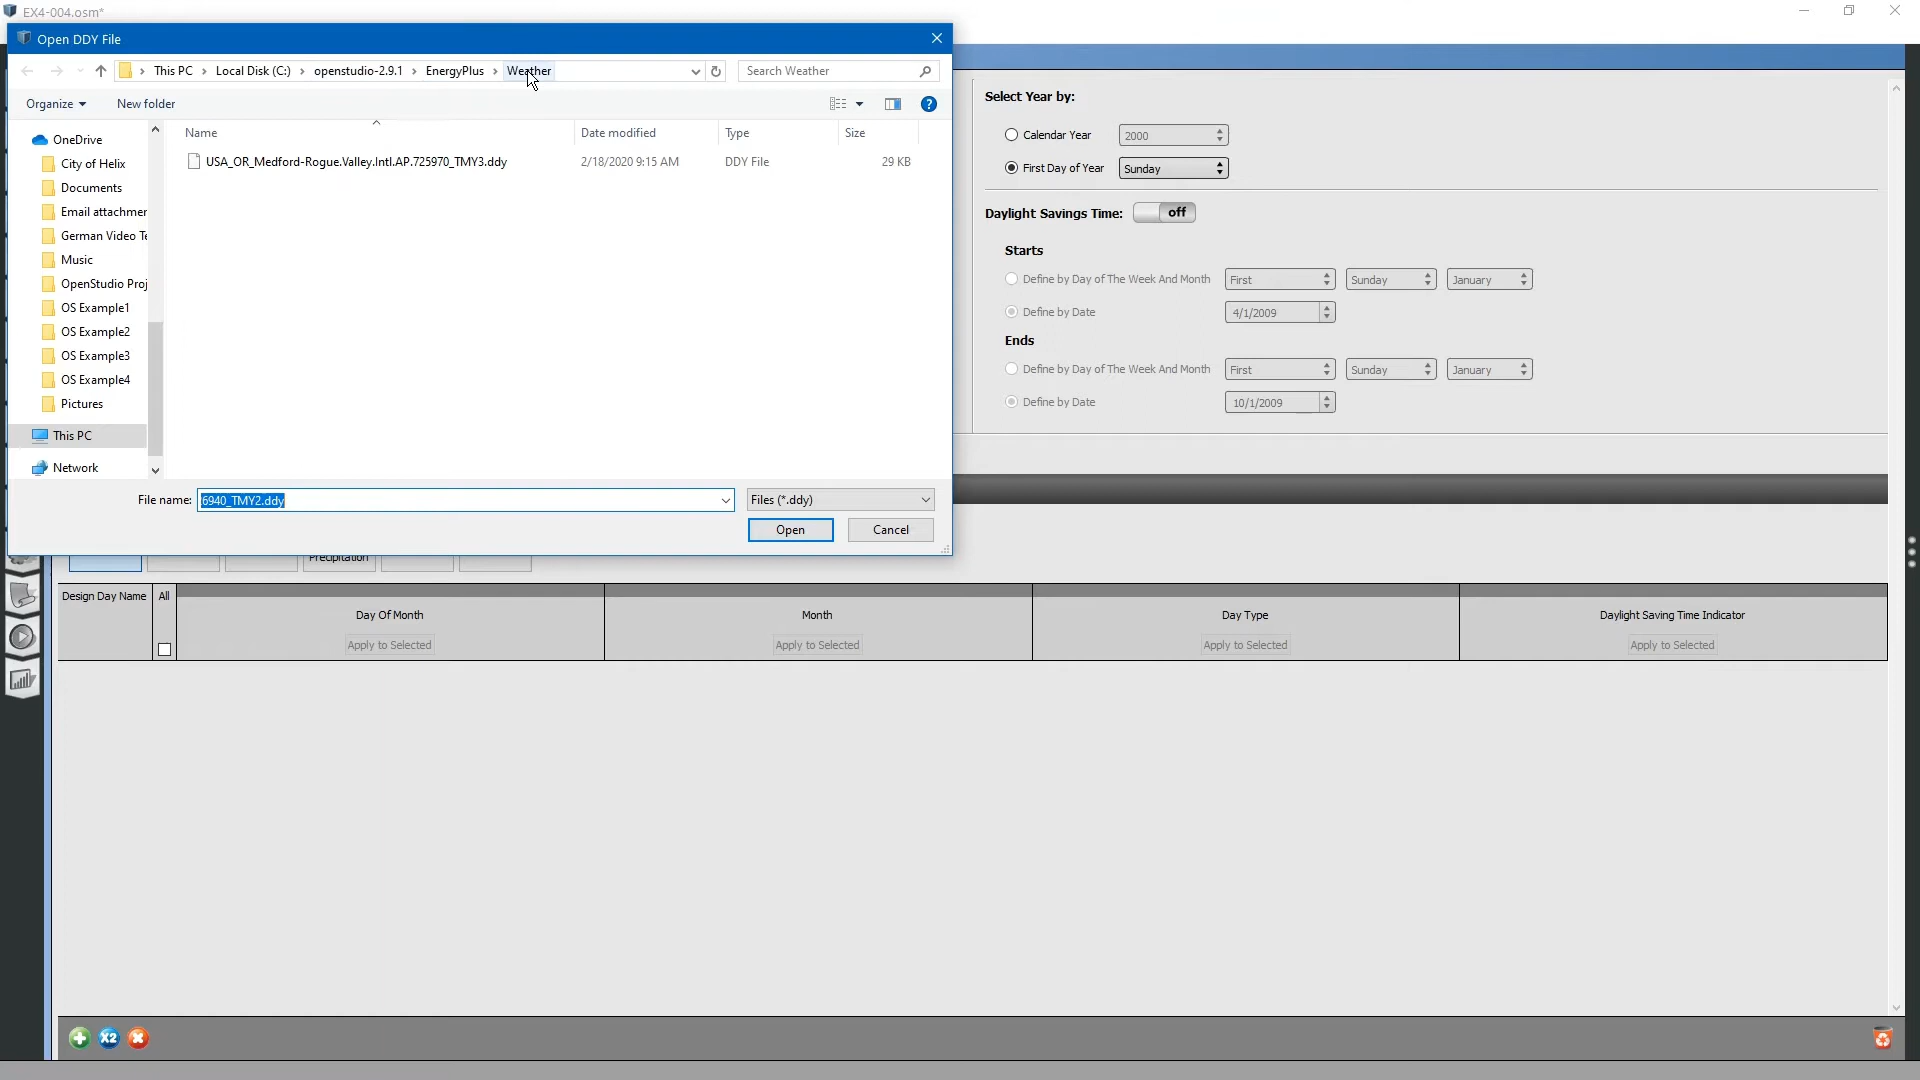 EX4-004.osm*
Open DDY File
This PC > Local Disk (C:) > openstudio-2.9.1 > EnergyPlus > Weather
Search Weather
Organize
New folder
?
OneDrive
City of Helix
Documents
Email attachmer
German Video Te
Music
OpenStudio Proj
OS Example1
OS Example2
OS Example3
OS Example4
Pictures
This PC
Network
Name Date modified Type Size
USA_OR_Medford-Rogue.Valley.Intl.AP.725970_TMY3.ddy 2/18/2020 9:15 AM DDY File 29 KB
File name: 6940_TMY2.ddy
Files (*.ddy)
Open
Cancel
Select Year by:
Calendar Year 2000
First Day of Year Sunday
Daylight Savings Time: off
Starts
Define by Day of The Week And Month First Sunday January
Define by Date 4/1/2009
Ends
Define by Day of The Week And Month First Sunday January
Define by Date 10/1/2009
Precipitation
Design Day Name All Day Of Month Month Day Type Daylight Saving Time Indicator
Apply to Selected Apply to Selected Apply to Selected Apply to Selected
X2